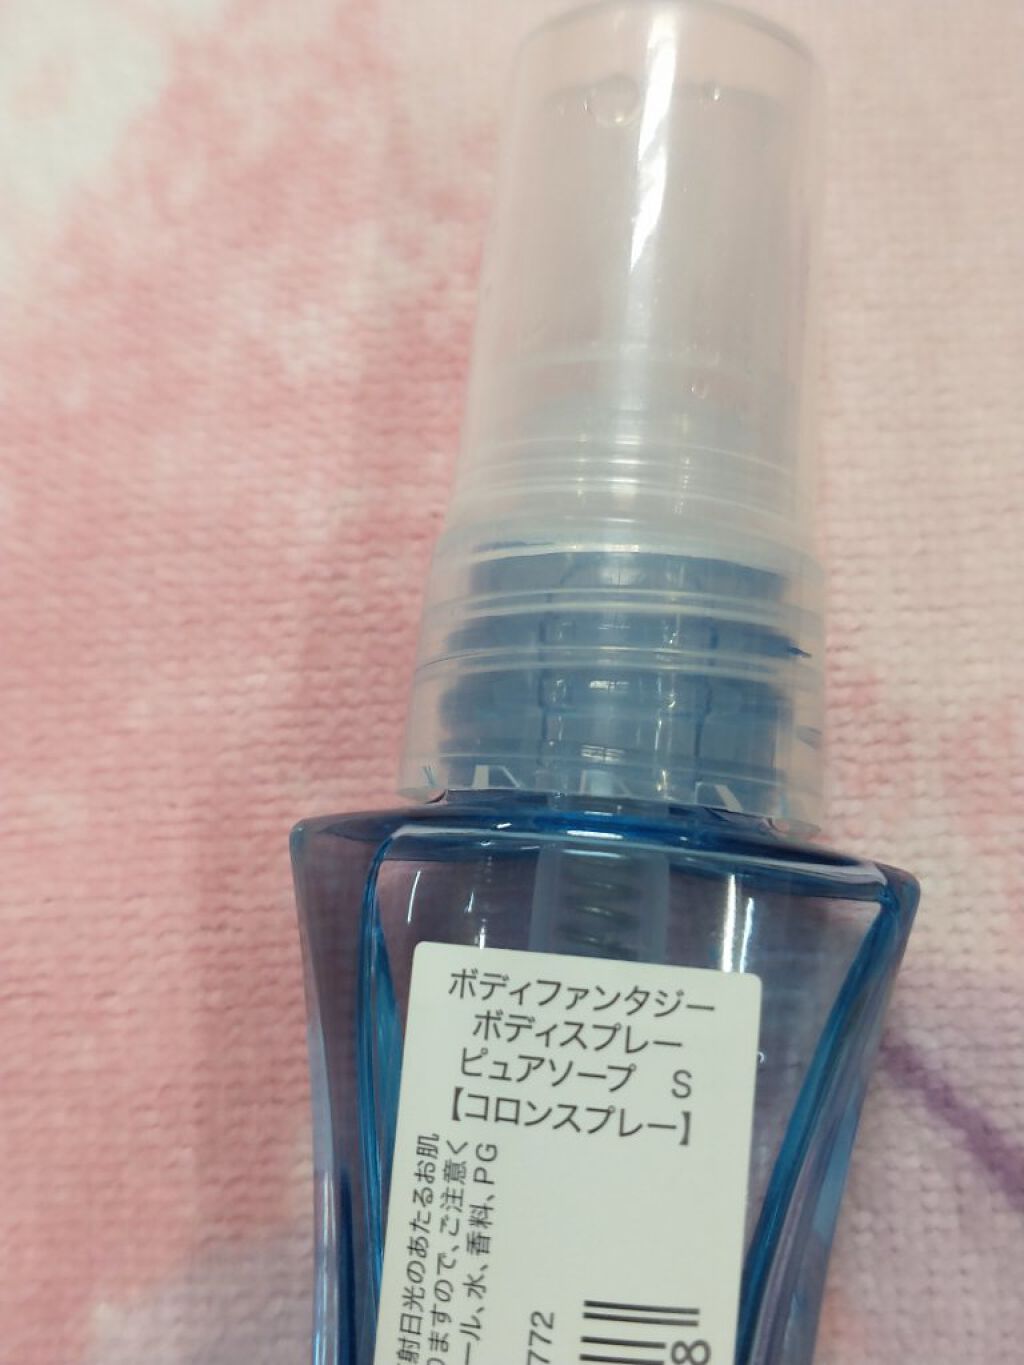 ボディファンタジー
ボディスプレー
ピュアソープ　S
【コロンスプレー】
射日光のあたるお肌
りますので、ご注意く
ール、水、香料、PG
772
8